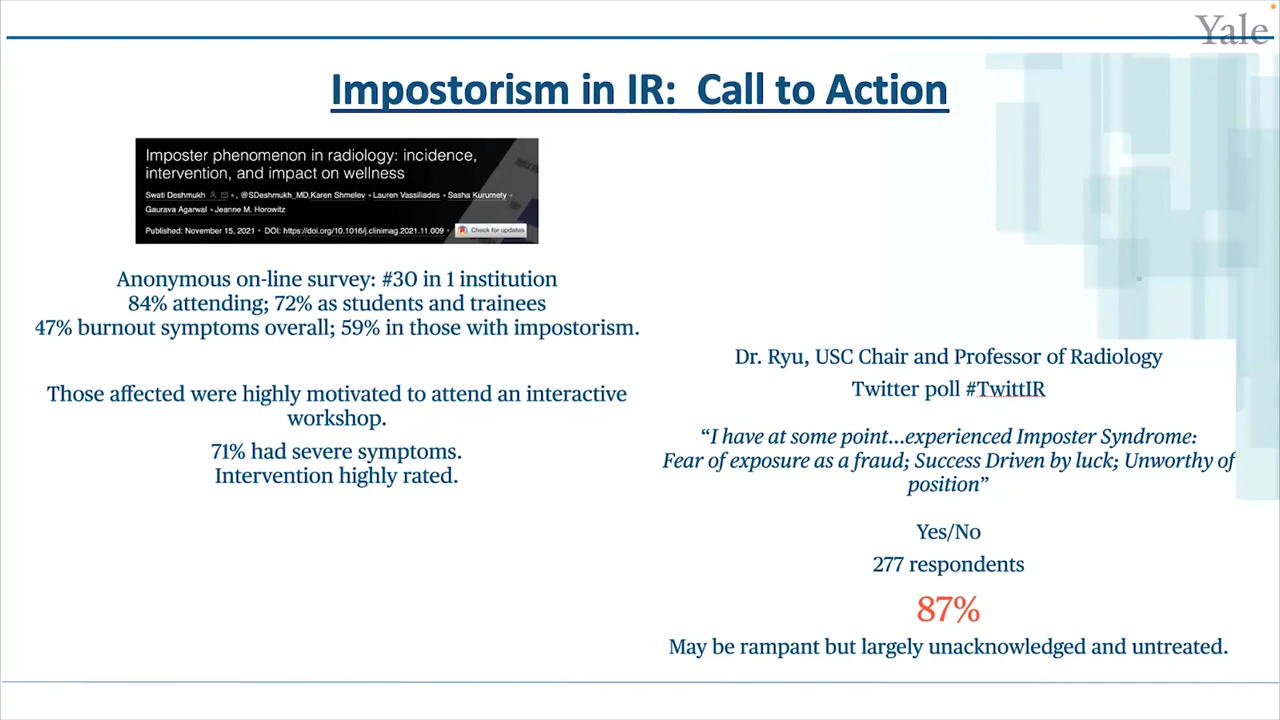 Yale
Impostorism in IR: Call to Action
Imposter phenomenon in radiology: incidence,
intervention, and impact on wellness
Swati Deshmukh • , @SDeshmukh_MD,Karen Shmelev • Lauren Vassiliades • Sasha Kurumety •
Gaurava Agarwal • Jeanne M. Horowitz
Published: November 15, 2021 • DOI: https://doi.org/10.1016/j.clinimag.2021.11.009 • Check for updates
Anonymous on-line survey: #30 in 1 institution
84% attending; 72% as students and trainees
47% burnout symptoms overall; 59% in those with impostorism.
Those affected were highly motivated to attend an interactive
workshop.
71% had severe symptoms.
Intervention highly rated.
Dr. Ryu, USC Chair and Professor of Radiology
Twitter poll #TwittIR
“I have at some point...experienced Imposter Syndrome:
Fear of exposure as a fraud; Success Driven by luck; Unworthy of
position”
Yes/No
277 respondents
87%
May be rampant but largely unacknowledged and untreated.